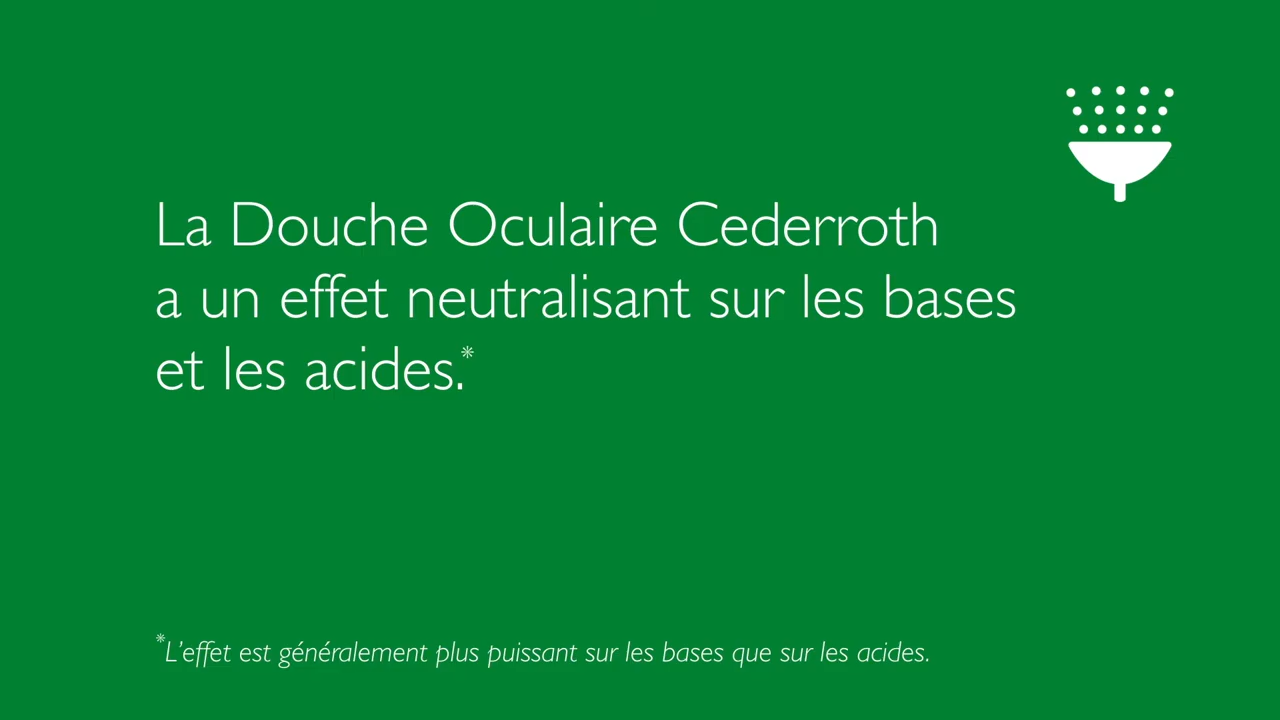 La Douche Oculaire Cederroth
a un effet neutralisant sur les bases
et les acides.*
*L’effet est généralement plus puissant sur les bases que sur les acides.